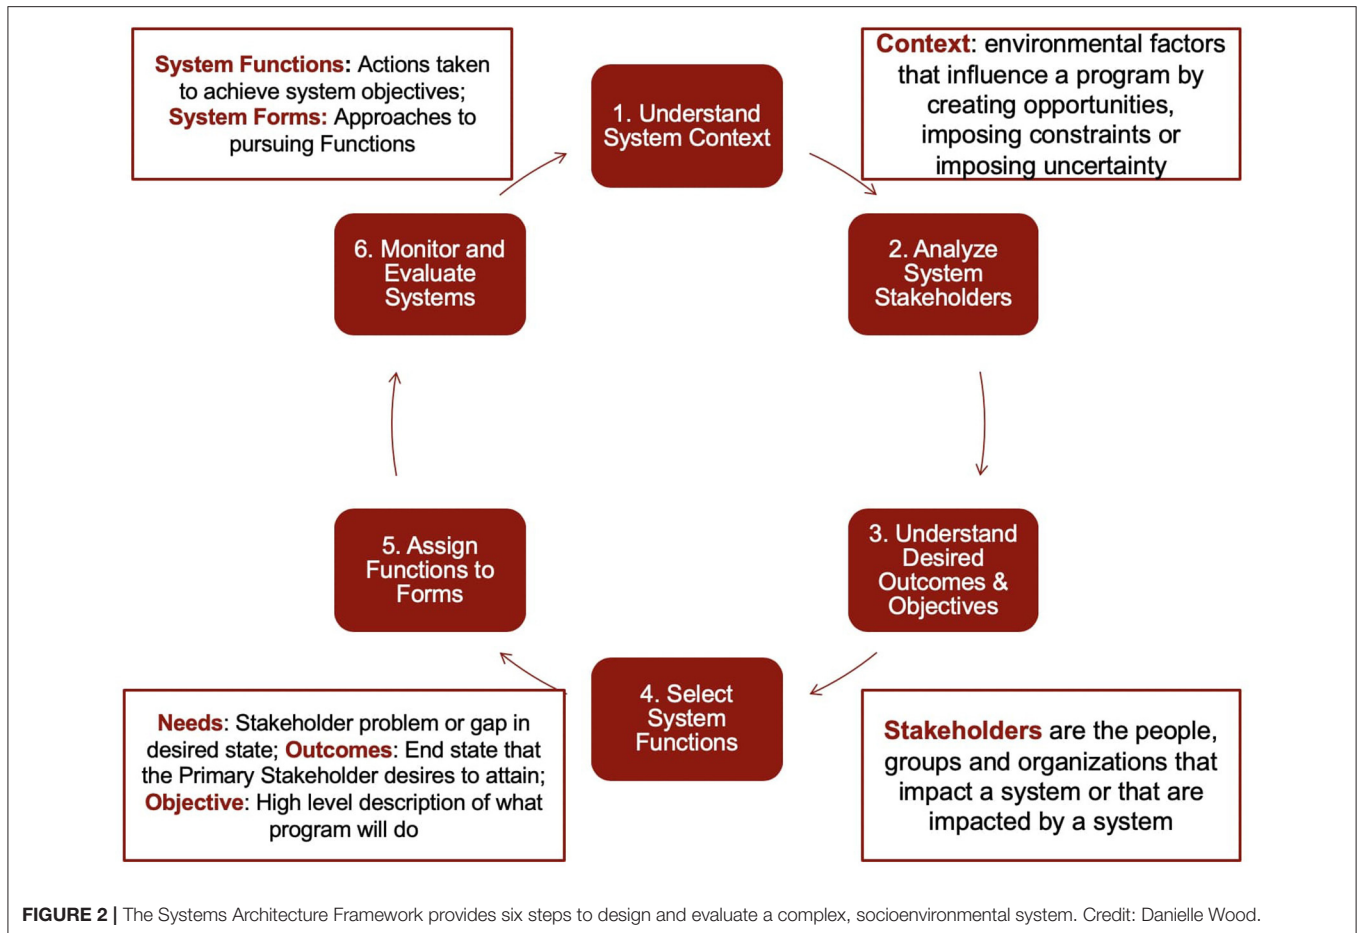 System Functions: Actions taken
to achieve system objectives;
System Forms: Approaches to
pursuing Functions
1. Understand
System Context
Context: environmental factors
that influence a program by
creating opportunities,
imposing constraints or
imposing uncertainty
6. Monitor and
Evaluate
Systems
2. Analyze
System
Stakeholders
5. Assign
Functions to
Forms
3. Understand
Desired
Outcomes &
Objectives
4. Select
System
Functions
Needs: Stakeholder problem or gap in
desired state; Outcomes: End state that
the Primary Stakeholder desires to attain;
Objective: High level description of what
program will do
Stakeholders are the people,
groups and organizations that
impact a system or that are
impacted by a system
FIGURE 2 | The Systems Architecture Framework provides six steps to design and evaluate a complex, socioenvironmental system. Credit: Danielle Wood.